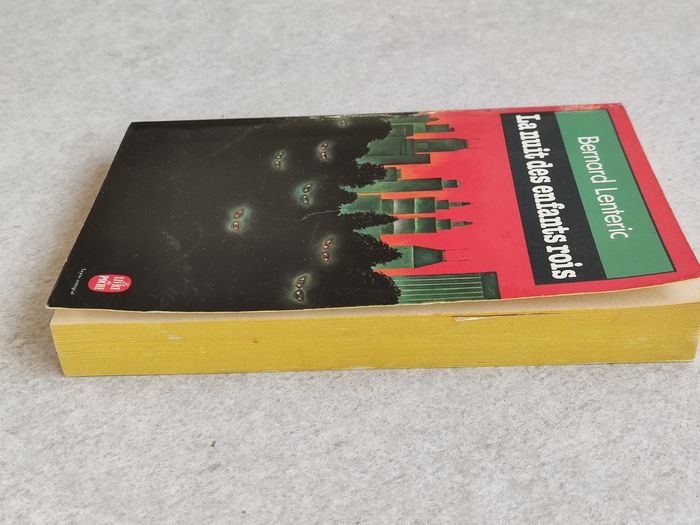 Bernard Lenteric
La nuit des enfants rois
LE
LIVRE
DE
POCHE